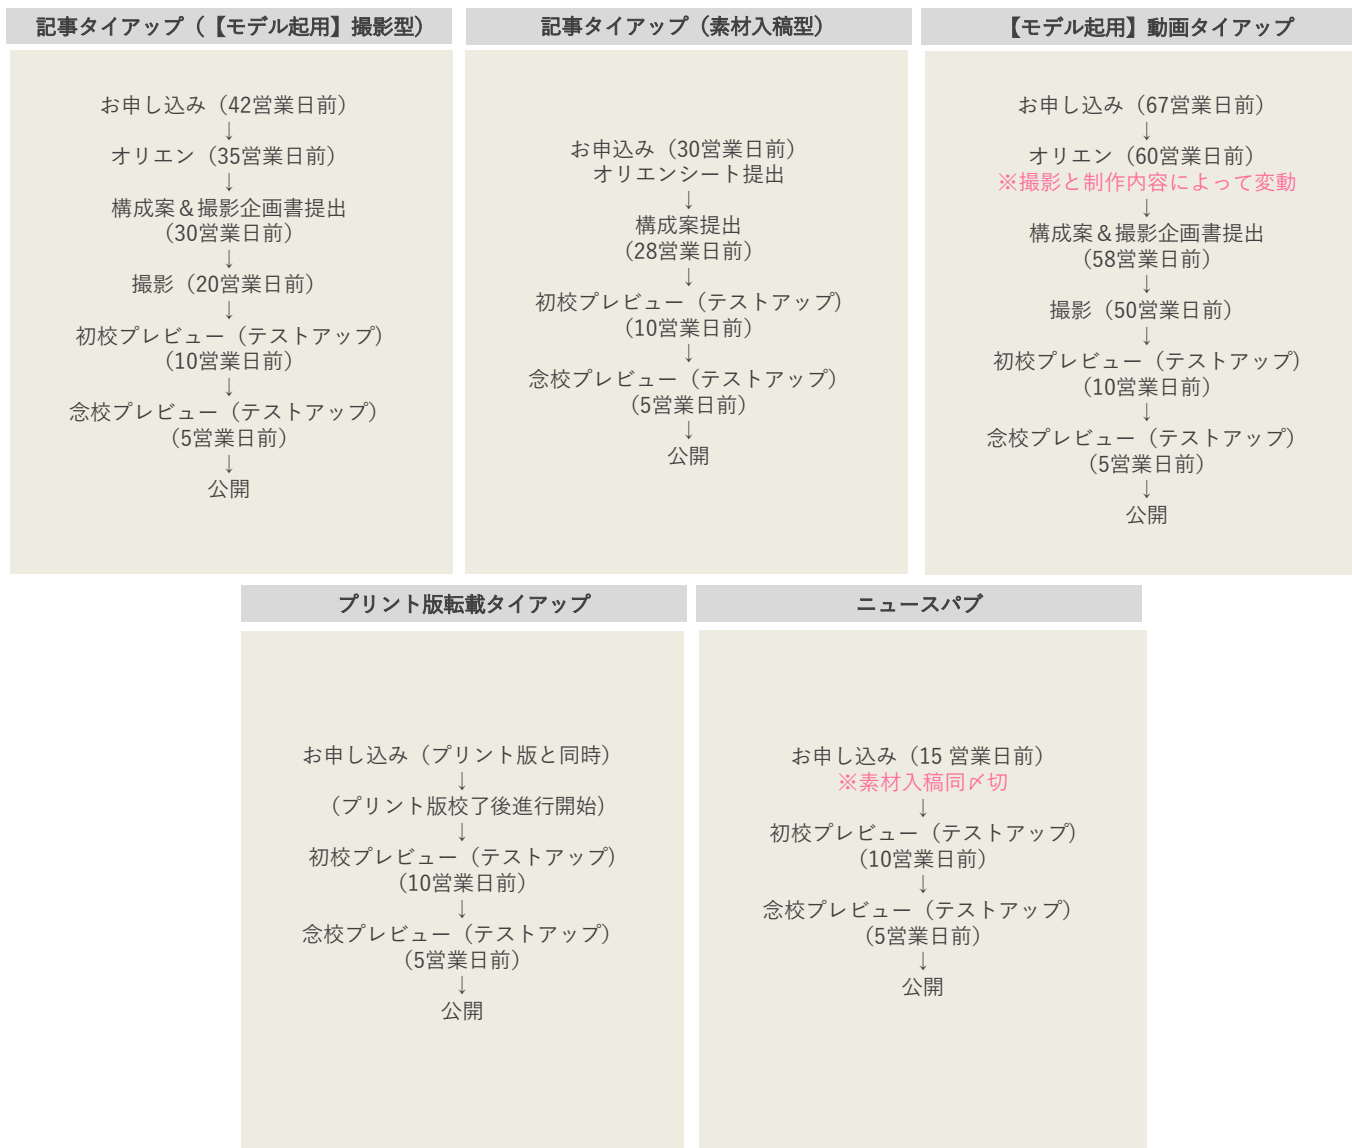 記事タイアップ（【モデル起用】撮影型）
お申し込み（42営業日前）
↓
オリエン（35営業日前）
↓
構成案＆撮影企画書提出
（30営業日前）
↓
撮影（20営業日前）
↓
初校プレビュー（テストアップ）
（10営業日前）
↓
念校プレビュー（テストアップ）
（5営業日前）
↓
公開
記事タイアップ（素材入稿型）
お申込み（30営業日前）
オリエンシート提出
↓
構成案提出
（28営業日前）
↓
初校プレビュー（テストアップ）
（10営業日前）
↓
念校プレビュー（テストアップ）
（5営業日前）
↓
公開
【モデル起用】動画タイアップ
お申し込み（67営業日前）
↓
オリエン（60営業日前）
※撮影と制作内容によって変動
↓
構成案＆撮影企画書提出
（58営業日前）
↓
撮影（50営業日前）
↓
初校プレビュー（テストアップ）
（10営業日前）
↓
念校プレビュー（テストアップ）
（5営業日前）
↓
公開
プリント版転載タイアップ
お申し込み（プリント版と同時）
↓
（プリント版校了後進行開始）
↓
初校プレビュー（テストアップ）
（10営業日前）
↓
念校プレビュー（テストアップ）
（5営業日前）
↓
公開
ニュースパブ
お申し込み（15 営業日前）
※素材入稿同〆切
↓
初校プレビュー（テストアップ）
（10営業日前）
↓
念校プレビュー（テストアップ）
（5営業日前）
↓
公開